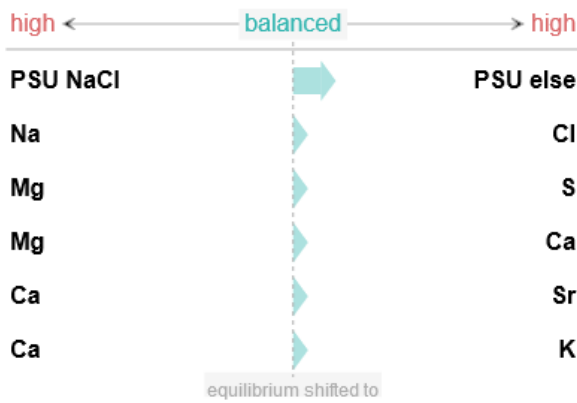 high balanced high
PSU NaCl PSU else
Na Cl
Mg S
Mg Ca
Ca Sr
Ca K
equilibrium shifted to